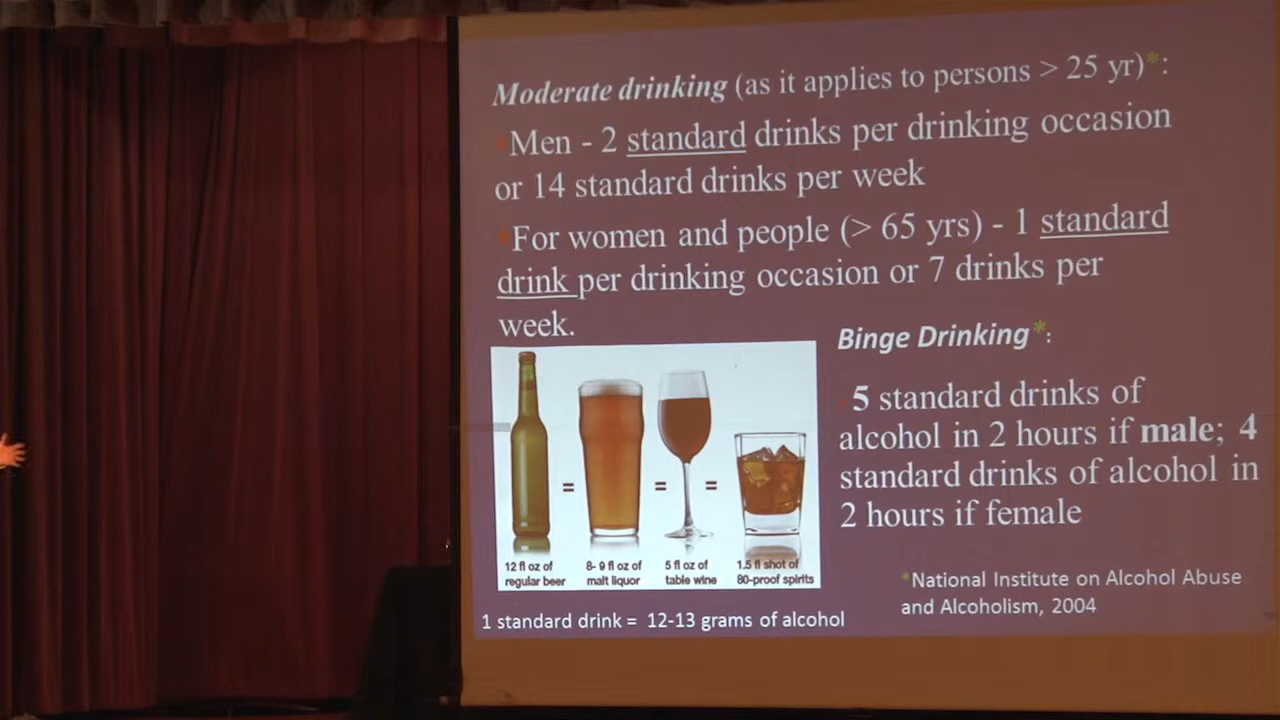 Moderate drinking (as it applies to persons > 25 yr)*:
Men - 2 standard drinks per drinking occasion
or 14 standard drinks per week
For women and people (> 65 yrs) - 1 standard
drink per drinking occasion or 7 drinks per
week.
Binge Drinking*:
5 standard drinks of
alcohol in 2 hours if male; 4
standard drinks of alcohol in
2 hours if female
= = =
12 fl oz of
regular beer
8- 9 fl oz of
malt liquor
5 fl oz of
table wine
1.5 fl shot of
80-proof spirits
1 standard drink = 12-13 grams of alcohol
*National Institute on Alcohol Abuse
and Alcoholism, 2004